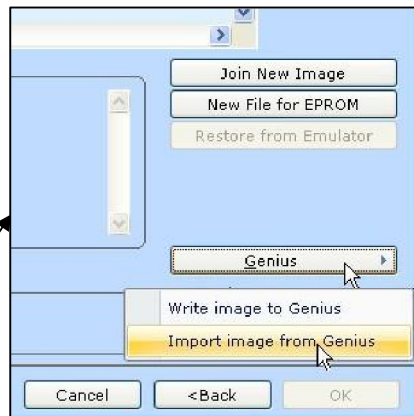 Join New Image
New File for EPROM
Restore from Emulator
Genius
Write image to Genius
Import image from Genius
Cancel
<Back
OK